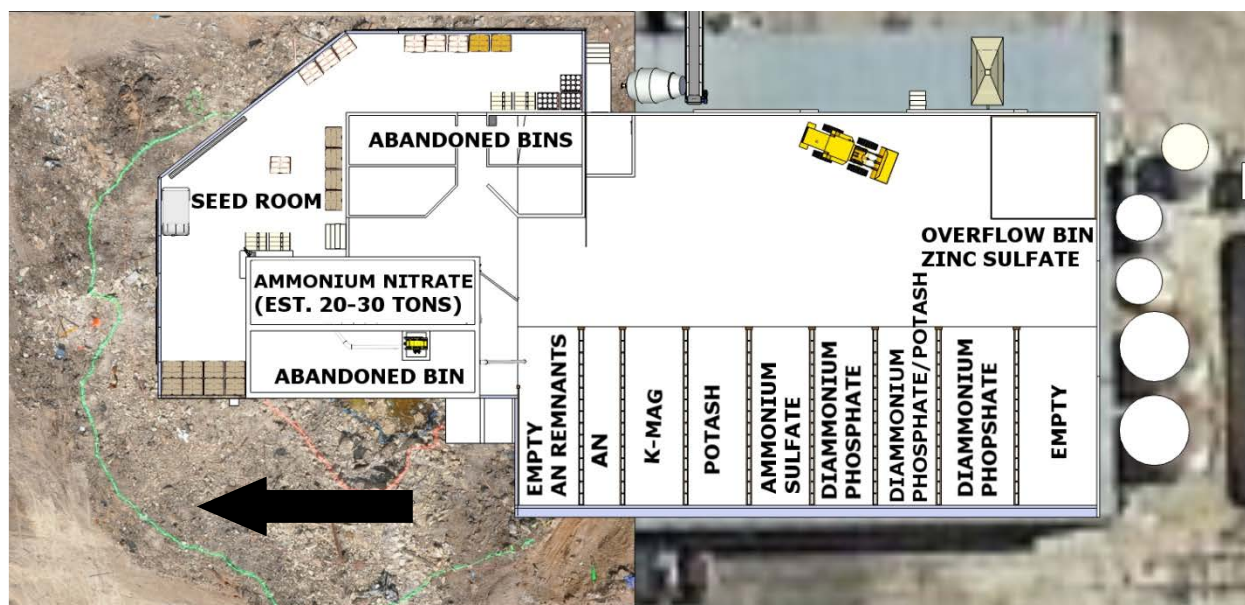 ABANDONED BINS
SEED ROOM
AMMONIUM NITRATE
(EST. 20-30 TONS)
ABANDONED BIN
OVERFLOW BIN
ZINC SULFATE
EMPTY
AN REMNANTS
AN
K-MAG
POTASH
AMMONIUM
SULFATE
DIAMMONIUM
PHOSPHATE
DIAMMONIUM
PHOSPHATE/POTASH
DIAMMONIUM
PHOPSHATE
EMPTY